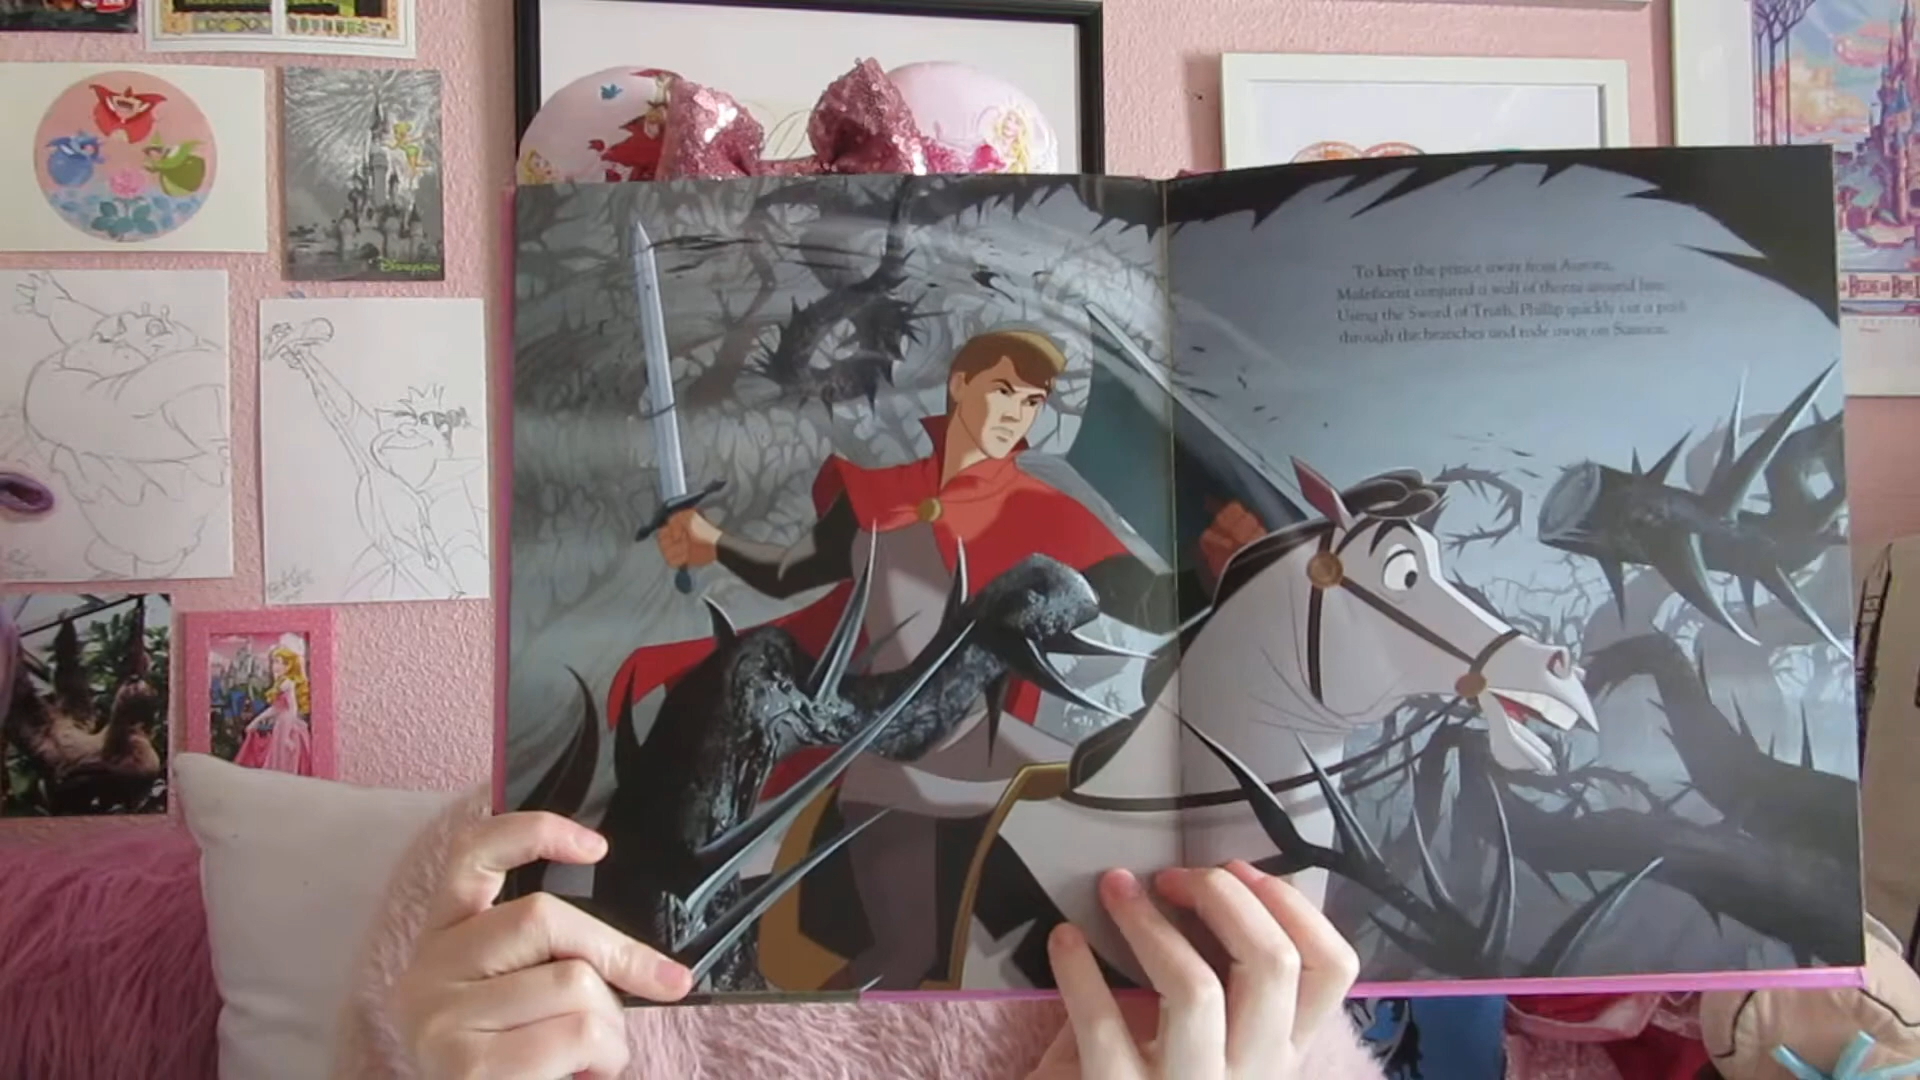 Disneyland
To keep the prince away from Aurora,
Maleficent conjured a wall of thorns around him.
Using the Sword of Truth, Phillip quickly cut a path
through the branches and rode away on Samson.